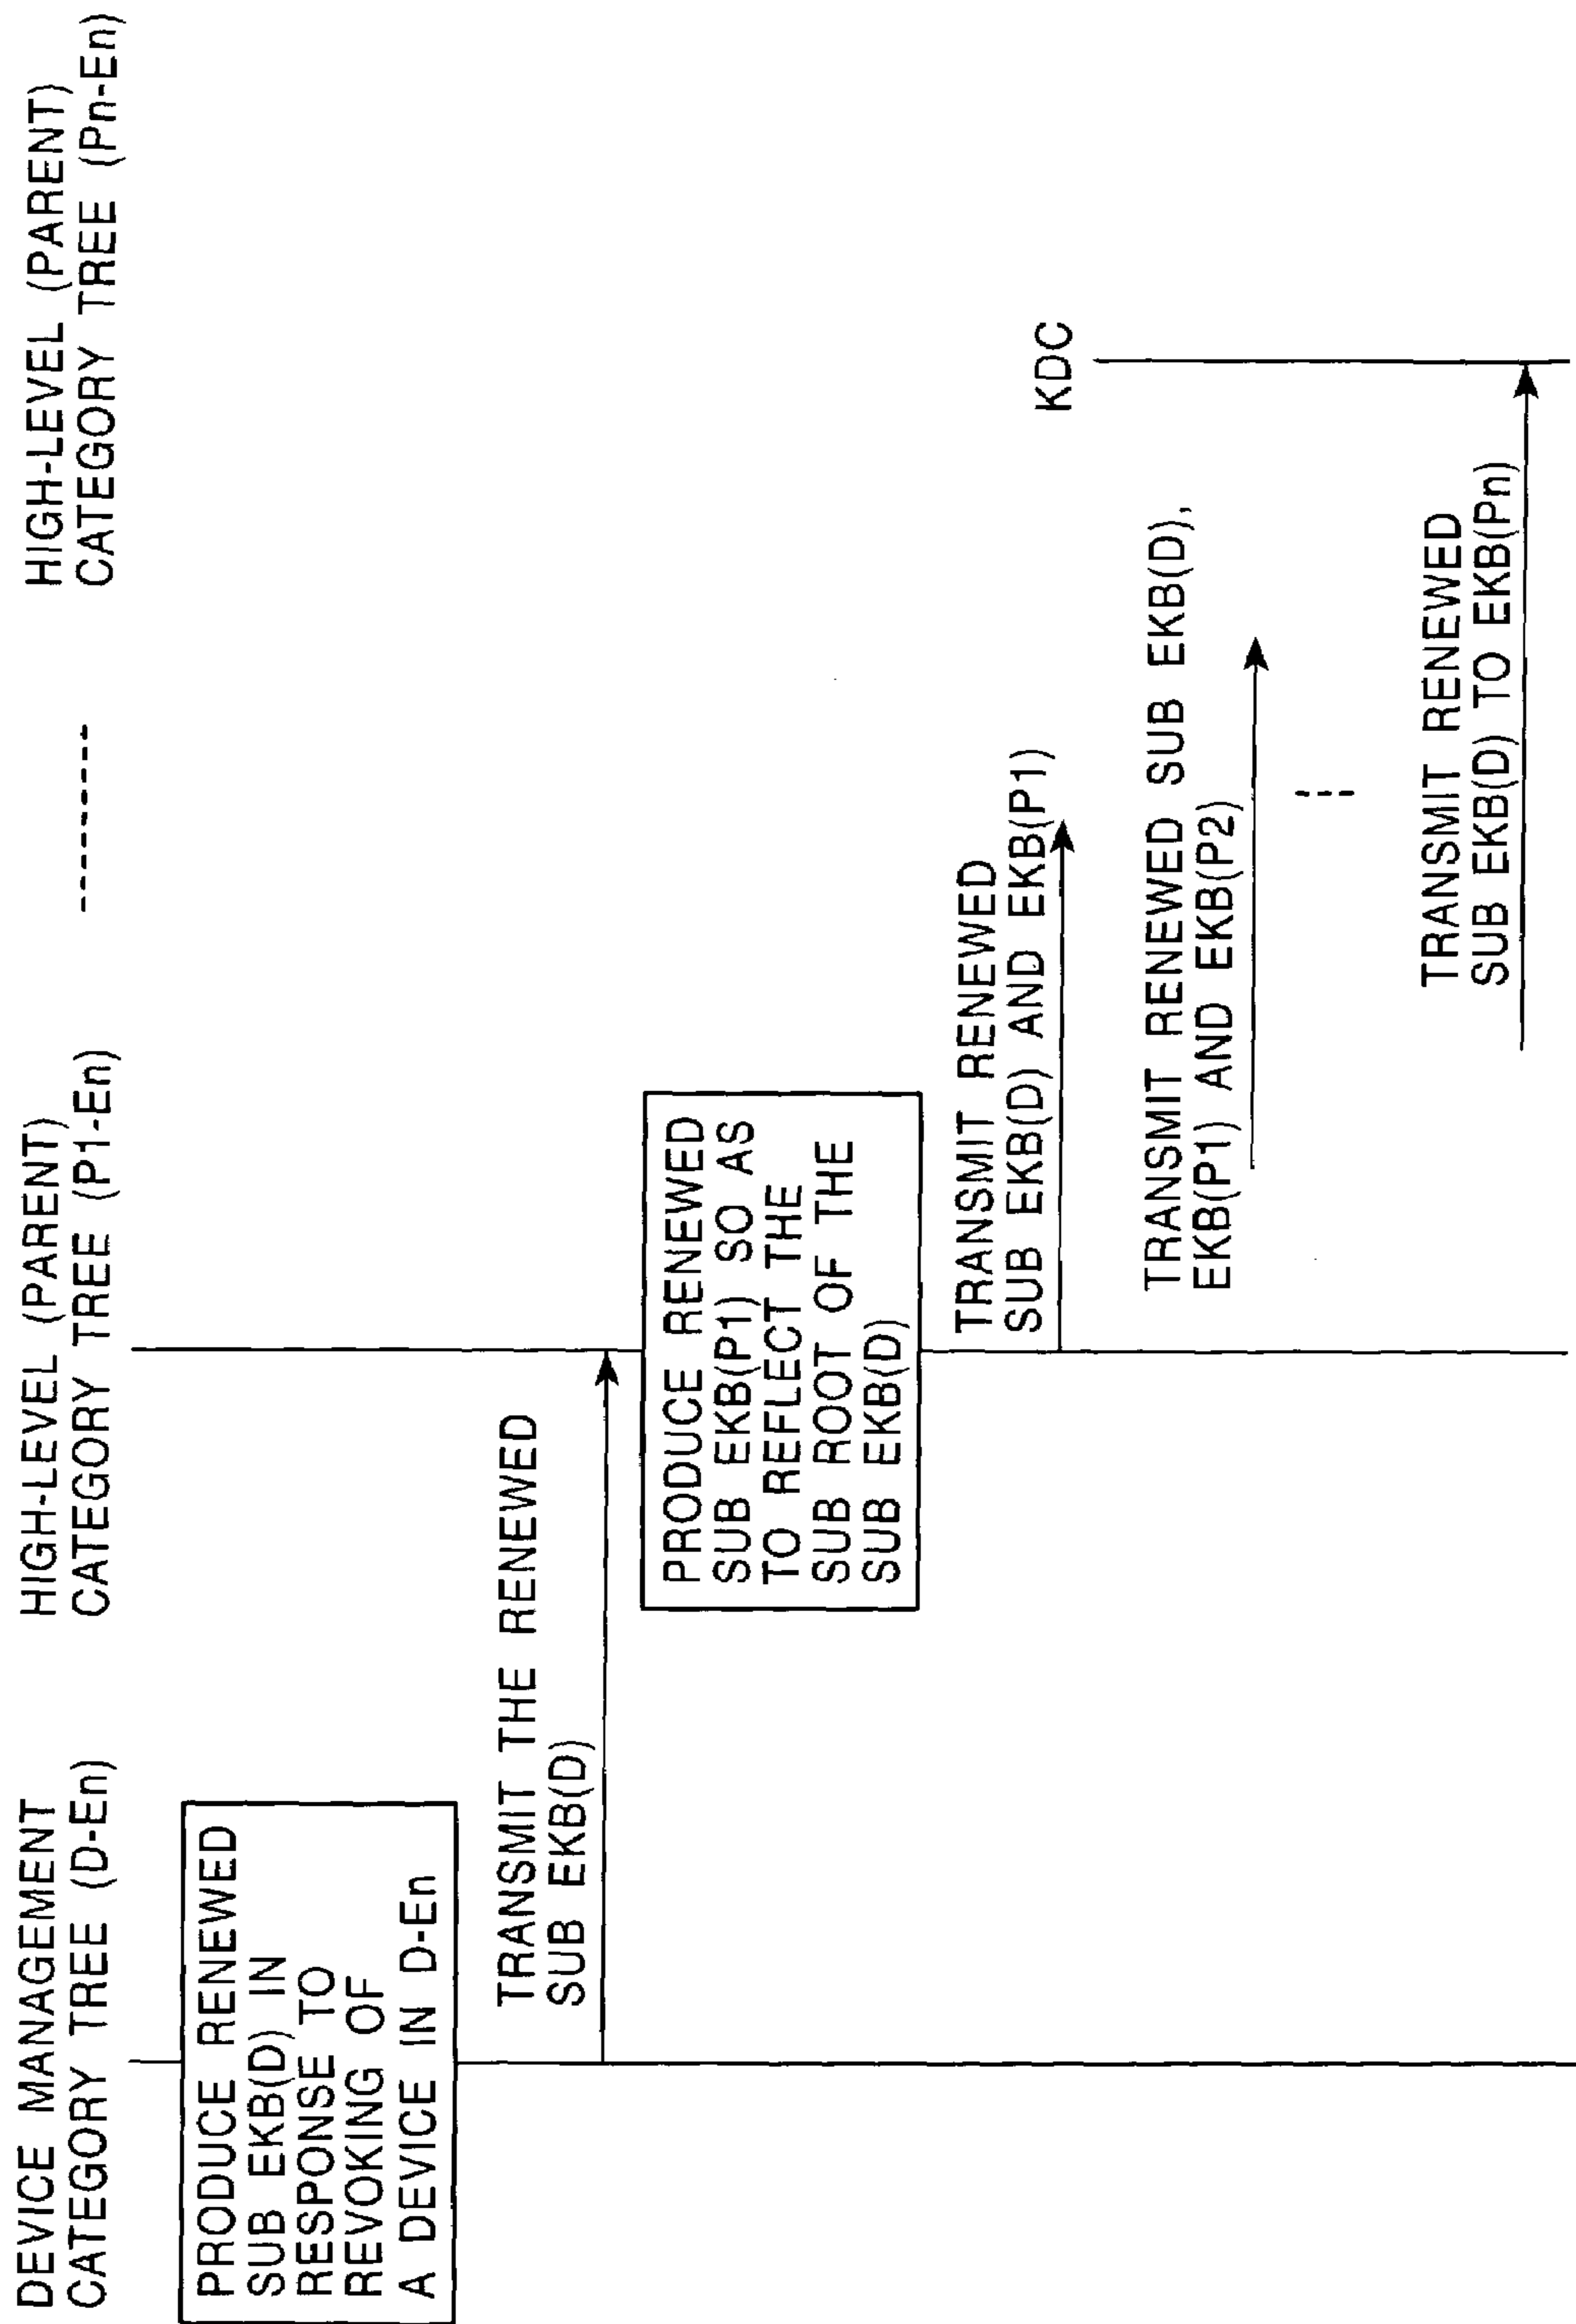 DEVICE MANAGEMENT
CATEGORY TREE (D-En)
HIGH-LEVEL (PARENT)
CATEGORY TREE (P1-En)
HIGH-LEVEL (PARENT)
CATEGORY TREE (Pn-En)
PRODUCE RENEWED
SUB EKB(D) IN
RESPONSE TO
REVOKING OF
A DEVICE IN D-En
TRANSMIT THE RENEWED
SUB EKB(D)
PRODUCE RENEWED
SUB EKB(P1) SO AS
TO REFLECT THE
SUB ROOT OF THE
SUB EKB(D)
TRANSMIT RENEWED
SUB EKB(D) AND EKB(P1)
KDC
TRANSMIT RENEWED SUB EKB(D),
EKB(P1) AND EKB(P2)
TRANSMIT RENEWED
SUB EKB(D) TO EKB(Pn)